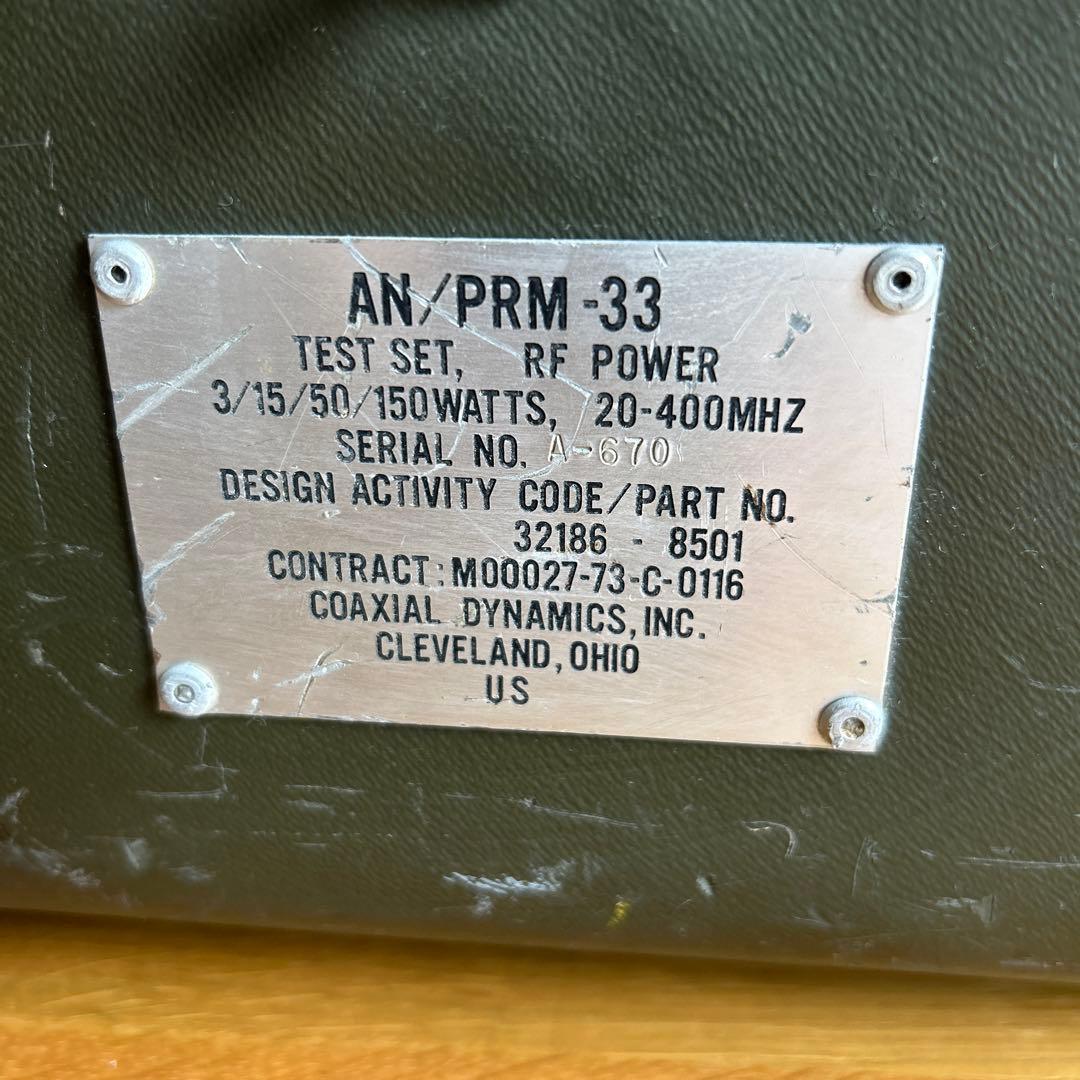 AN/PRM-33
TEST SET, RF POWER
3/15/50/150WATTS, 20-400MHZ
SERIAL NO. A-670
DESIGN ACTIVITY CODE/PART NO.
32186 - 8501
CONTRACT: M00027-73-C-0116
COAXIAL DYNAMICS, INC.
CLEVELAND, OHIO
US